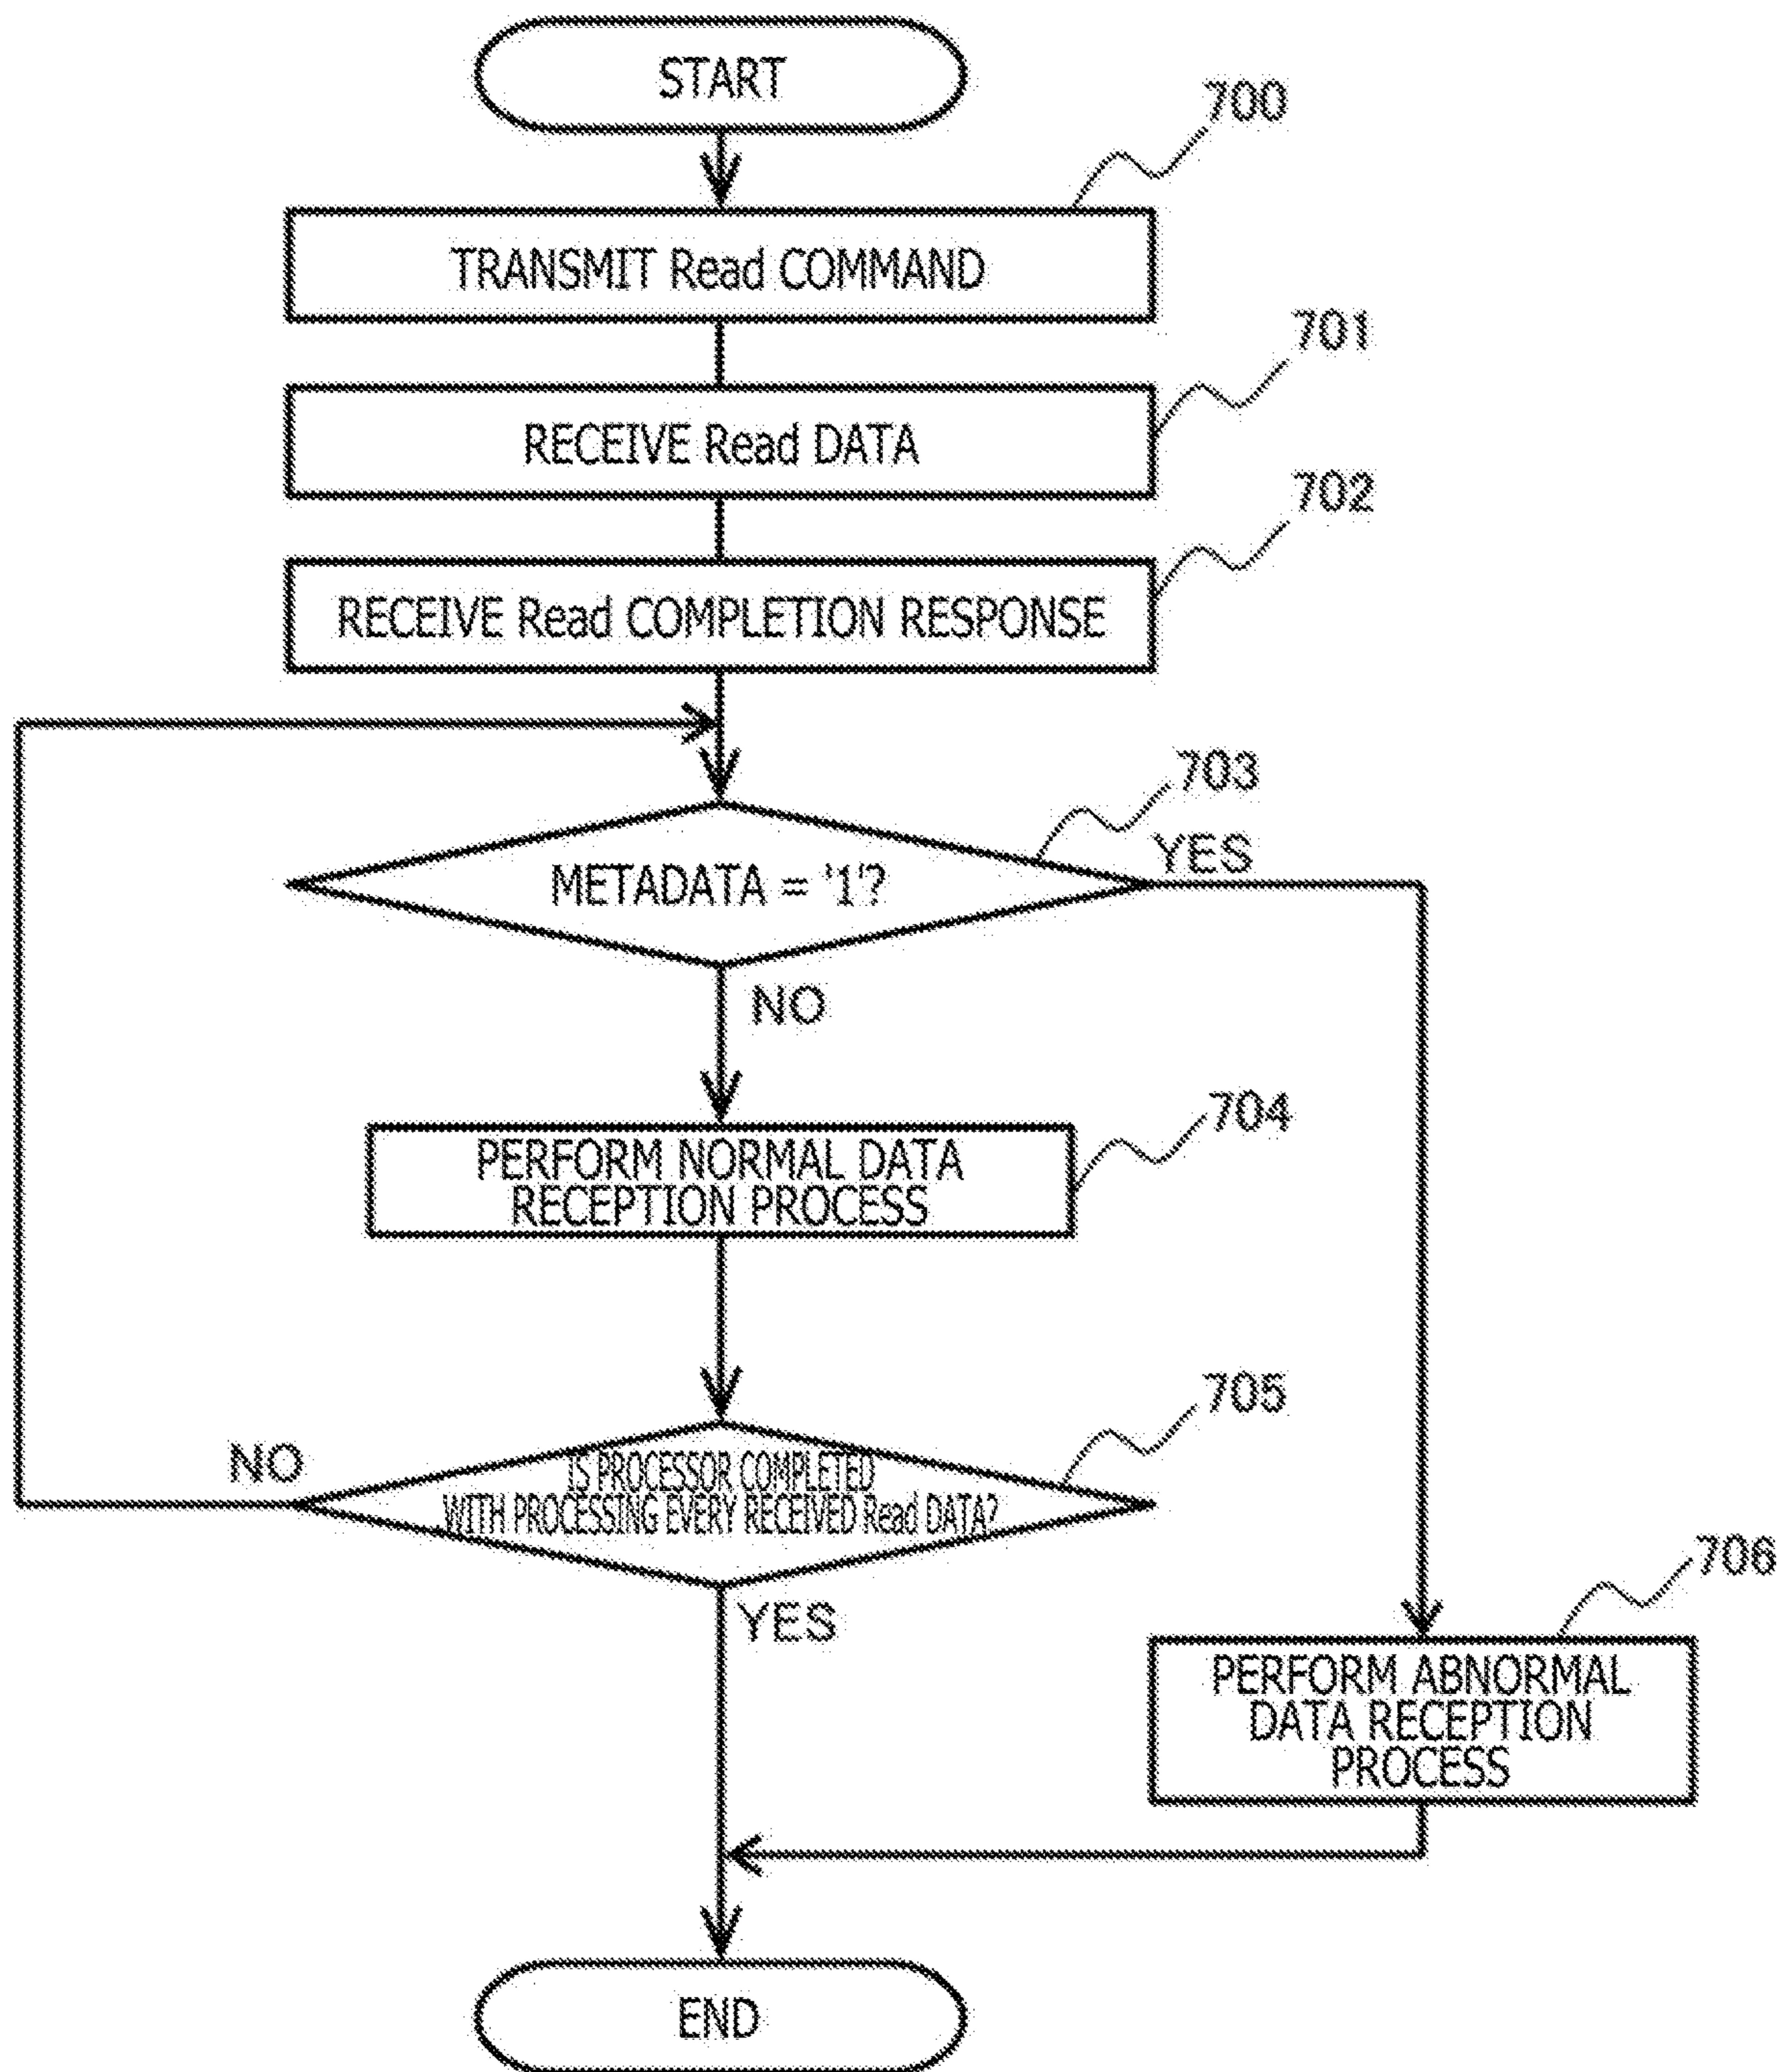 START
700
TRANSMIT Read COMMAND
701
RECEIVE Read DATA
702
RECEIVE Read COMPLETION RESPONSE
703
YES
METADATA = '1'?
NO
704
PERFORM NORMAL DATA
RECEPTION PROCESS
705
NO
IS PROCESSOR COMPLETED
WITH PROCESSING EVERY RECEIVED Read DATA?
YES
706
PERFORM ABNORMAL
DATA RECEPTION
PROCESS
END